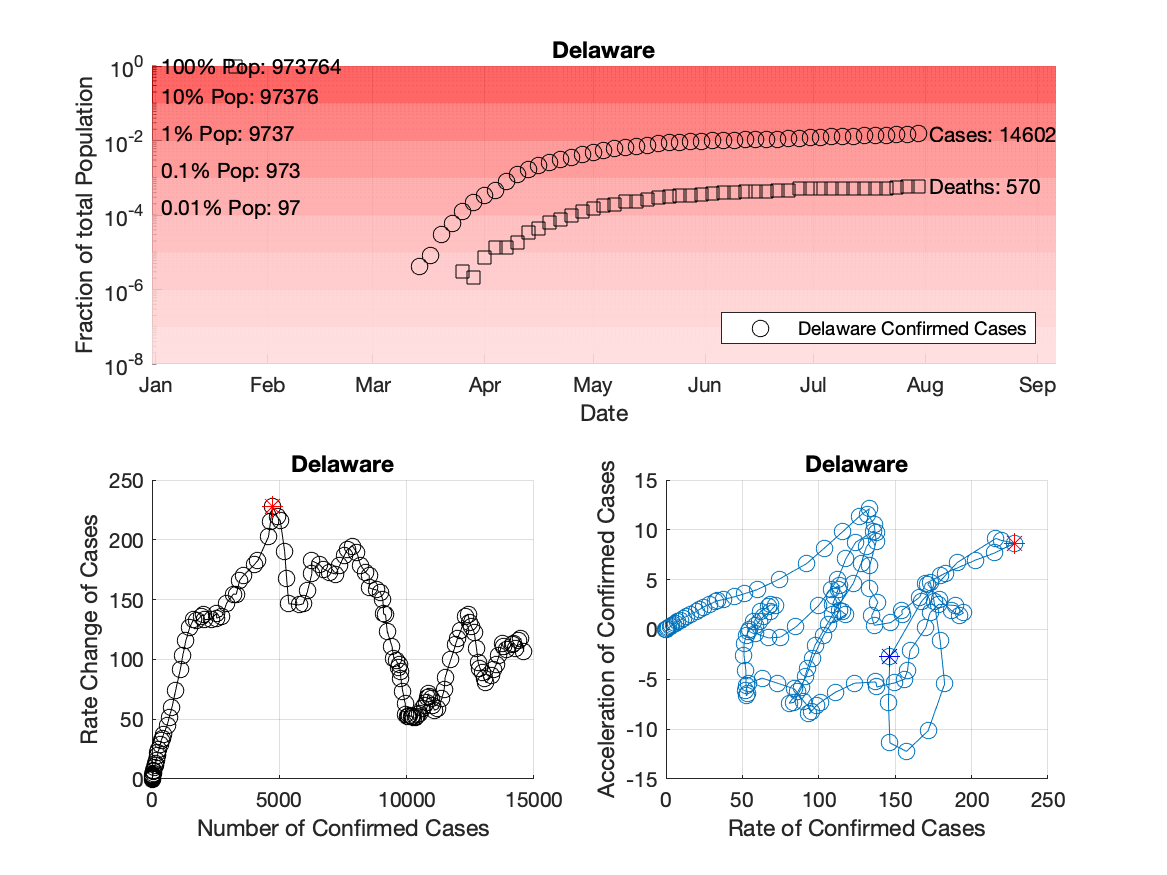 Delaware
10^0
10^-2
10^-4
10^-6
10^-8
Fraction of total Population
100% Pop: 973764
10% Pop: 97376
1% Pop: 9737
0.1% Pop: 973
0.01% Pop: 97
Cases: 14602
Deaths: 570
Delaware Confirmed Cases
Jan Feb Mar Apr May Jun Jul Aug Sep
Date
Delaware
250
200
150
100
50
0
Rate Change of Cases
0 5000 10000 15000
Number of Confirmed Cases
Delaware
15
10
5
0
-5
-10
-15
Acceleration of Confirmed Cases
0 50 100 150 200 250
Rate of Confirmed Cases